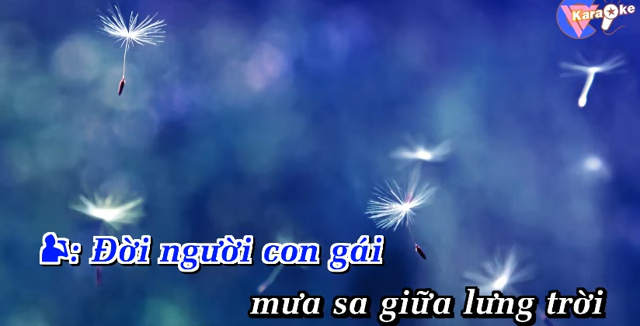 Karaoke
: Đời người con gái
mưa sa giữa lưng trời